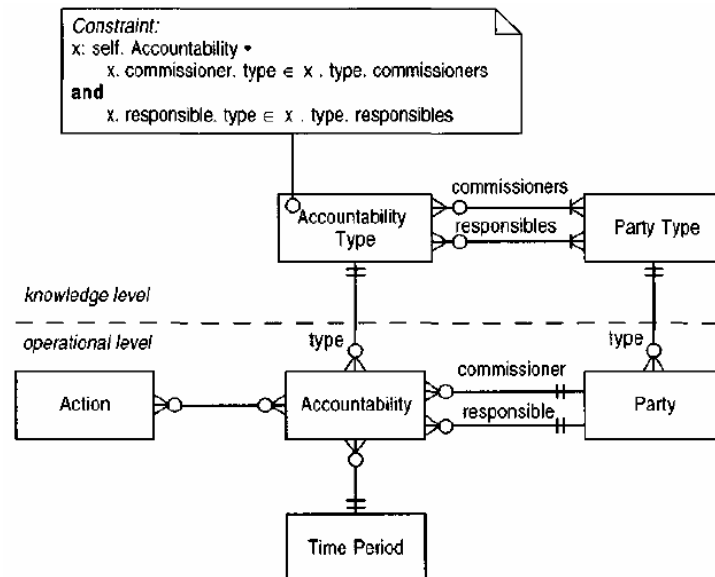 Constraint:
x: self. Accountability •
x. commissioner. type ∈ x . type. commissioners
and
x. responsible. type ∈ x . type. responsibles
commissioners
Accountability
Type
responsibles
Party Type
knowledge level
operational level
type
type
commissioner
Action
Accountability
responsible
Party
Time Period